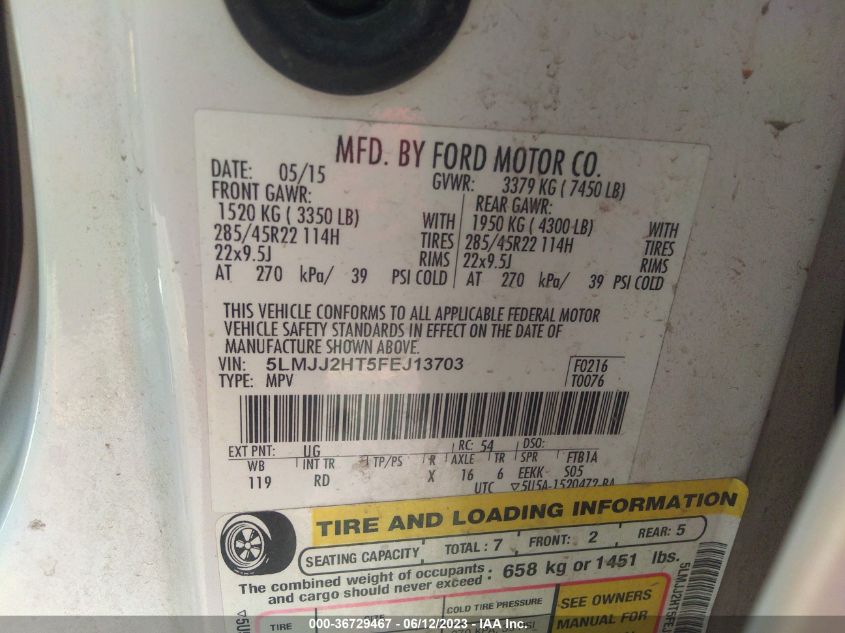 MFD. BY FORD MOTOR CO.
DATE: 05/15
GVWR: 3379 KG ( 7450 LB)
FRONT GAWR:
1520 KG ( 3350 LB) WITH
285/45R22 114H TIRES
22x9.5J RIMS
AT 270 kPa/ 39 PSI COLD
REAR GAWR:
1950 KG ( 4300 LB) WITH
285/45R22 114H TIRES
22x9.5J RIMS
AT 270 kPa/ 39 PSI COLD
THIS VEHICLE CONFORMS TO ALL APPLICABLE FEDERAL MOTOR
VEHICLE SAFETY STANDARDS IN EFFECT ON THE DATE OF
MANUFACTURE SHOWN ABOVE.
VIN: 5LMJJ2HT5FEJ13703 F0216
TYPE: MPV T0076
EXT PNT: UG RC: 54 DSO:
WB INT TR TP/PS R AXLE TR SPR FTB1A
119 RD X 16 6 EEKK S05
UTC ▽5U5A-1520472-BA
TIRE AND LOADING INFORMATION
SEATING CAPACITY TOTAL : 7 FRONT: 2 REAR: 5
The combined weight of occupants
and cargo should never exceed : 658 kg or 1451 lbs.
TIRE COLD TIRE PRESSURE SEE OWNERS
MANUAL FOR
000-36729467 - 06/12/2023 - IAA Inc.